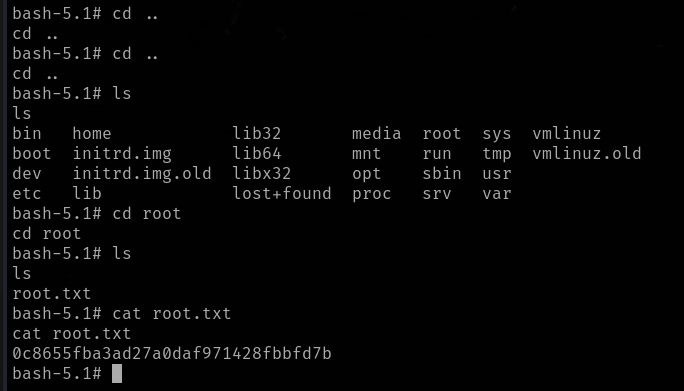 bash-5.1# cd ..
cd ..
bash-5.1# cd ..
cd ..
bash-5.1# ls
ls
bin   home            lib32       media  root  sys  vmlinuz
boot  initrd.img      lib64       mnt    run   tmp  vmlinuz.old
dev   initrd.img.old  libx32      opt    sbin  usr
etc   lib             lost+found  proc   srv   var
bash-5.1# cd root
cd root
bash-5.1# ls
ls
root.txt
bash-5.1# cat root.txt
cat root.txt
0c8655fba3ad27a0daf971428fbbfd7b
bash-5.1#